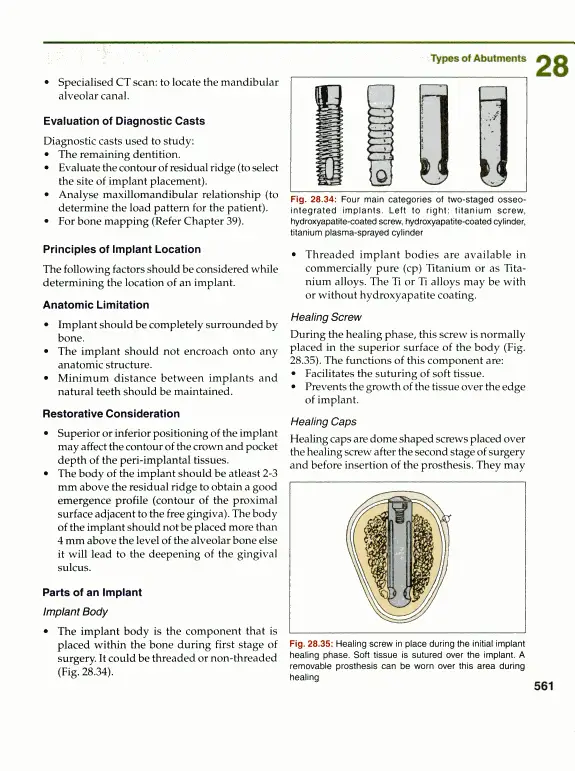 Types of Abutments
28
• Specialised CT scan: to locate the mandibular
alveolar canal.
Evaluation of Diagnostic Casts
Diagnostic casts used to study:
• The remaining dentition.
• Evaluate the contour of residual ridge (to select
the site of implant placement).
• Analyse maxillomandibular relationship (to
determine the load pattern for the patient).
• For bone mapping (Refer Chapter 39).
Principles of Implant Location
The following factors should be considered while
determining the location of an implant.
Anatomic Limitation
• Implant should be completely surrounded by
bone.
• The implant should not encroach onto any
anatomic structure.
• Minimum distance between implants and
natural teeth should be maintained.
Restorative Consideration
• Superior or inferior positioning of the implant
may affect the contour of the crown and pocket
depth of the peri-implantal tissues.
• The body of the implant should be atleast 2-3
mm above the residual ridge to obtain a good
emergence profile (contour of the proximal
surface adjacent to the free gingiva). The body
of the implant should not be placed more than
4 mm above the level of the alveolar bone else
it will lead to the deepening of the gingival
sulcus.
Parts of an Implant
Implant Body
• The implant body is the component that is
placed within the bone during first stage of
surgery. It could be threaded or non-threaded
(Fig. 28.34).
Fig. 28.34: Four main categories of two-staged osseo-
integrated implants. Left to right: titanium screw,
hydroxyapatite-coated screw, hydroxyapatite-coated cylinder,
titanium plasma-sprayed cylinder
• Threaded implant bodies are available in
commercially pure (cp) Titanium or as Tita-
nium alloys. The Ti or Ti alloys may be with
or without hydroxyapatite coating.
Healing Screw
During the healing phase, this screw is normally
placed in the superior surface of the body (Fig.
28.35). The functions of this component are:
• Facilitates the suturing of soft tissue.
• Prevents the growth of the tissue over the edge
of implant.
Healing Caps
Healing caps are dome shaped screws placed over
the healing screw after the second stage of surgery
and before insertion of the prosthesis. They may
Fig. 28.35: Healing screw in place during the initial implant
healing phase. Soft tissue is sutured over the implant. A
removable prosthesis can be worn over this area during
healing
561